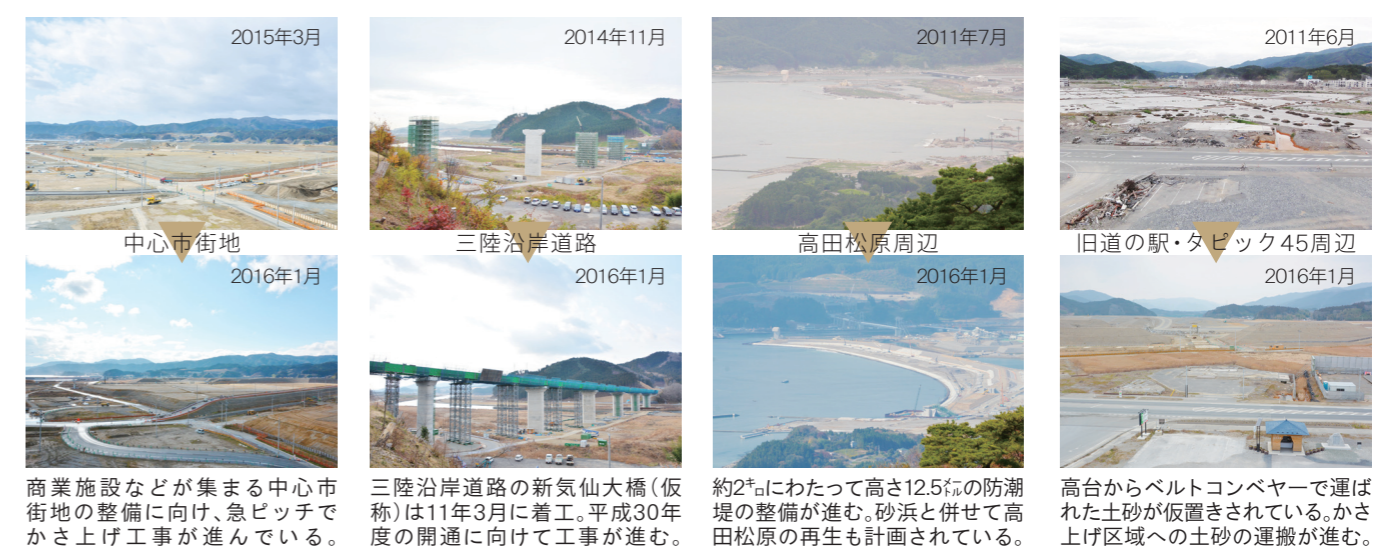 2015年3月
中心市街地
2016年1月
商業施設などが集まる中心市
街地の整備に向け、急ピッチで
かさ上げ工事が進んでいる。
2014年11月
三陸沿岸道路
2016年1月
三陸沿岸道路の新気仙大橋(仮
称)は11年3月に着工。平成30年
度の開通に向けて工事が進む。
2011年7月
高田松原周辺
2016年1月
約2㌔にわたって高さ12.5㍍の防潮
堤の整備が進む。砂浜と併せて高
田松原の再生も計画されている。
2011年6月
旧道の駅・タピック45周辺
2016年1月
高台からベルトコンベヤーで運ば
れた土砂が仮置きされている。かさ
上げ区域への土砂の運搬が進む。